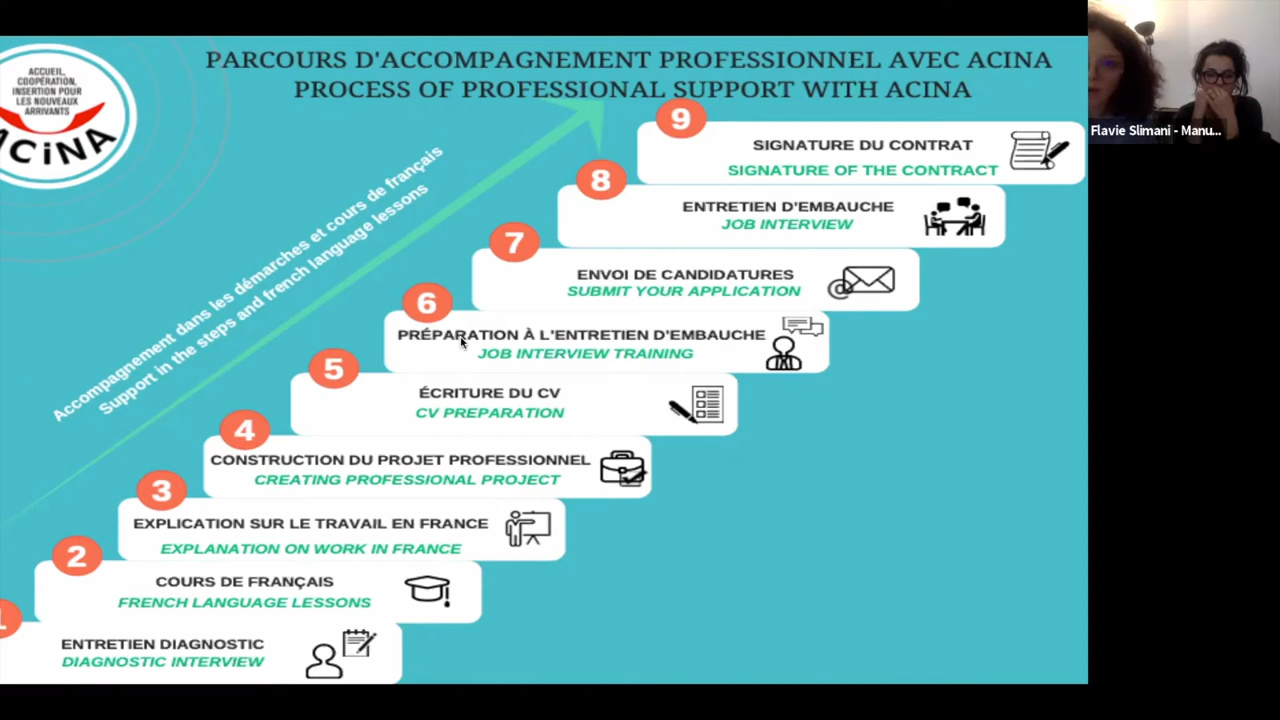 PARCOURS D'ACCOMPAGNEMENT PROFESSIONNEL AVEC ACINA
PROCESS OF PROFESSIONAL SUPPORT WITH ACINA
ACCUEIL,
COOPÉRATION,
INSERTION POUR
LES NOUVEAUX
ARRIVANTS
ACiNA
Flavie Slimani - Manu...
Accompagnement dans les démarches et cours de français
Support in the steps and french language lessons
9
SIGNATURE DU CONTRAT
SIGNATURE OF THE CONTRACT
8
ENTRETIEN D'EMBAUCHE
JOB INTERVIEW
7
ENVOI DE CANDIDATURES
SUBMIT YOUR APPLICATION
@
6
PRÉPARATION À L'ENTRETIEN D'EMBAUCHE
JOB INTERVIEW TRAINING
5
ÉCRITURE DU CV
CV PREPARATION
4
CONSTRUCTION DU PROJET PROFESSIONNEL
CREATING PROFESSIONAL PROJECT
3
EXPLICATION SUR LE TRAVAIL EN FRANCE
EXPLANATION ON WORK IN FRANCE
2
COURS DE FRANÇAIS
FRENCH LANGUAGE LESSONS
1
ENTRETIEN DIAGNOSTIC
DIAGNOSTIC INTERVIEW